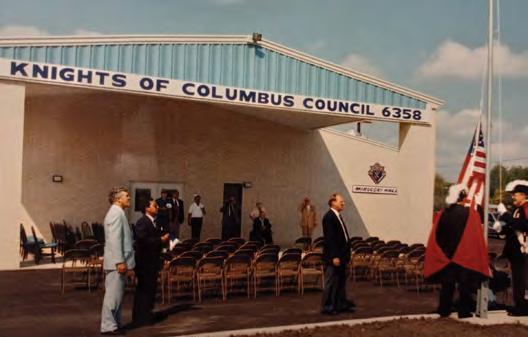 KNIGHTS OF COLUMBUS COUNCIL 6358